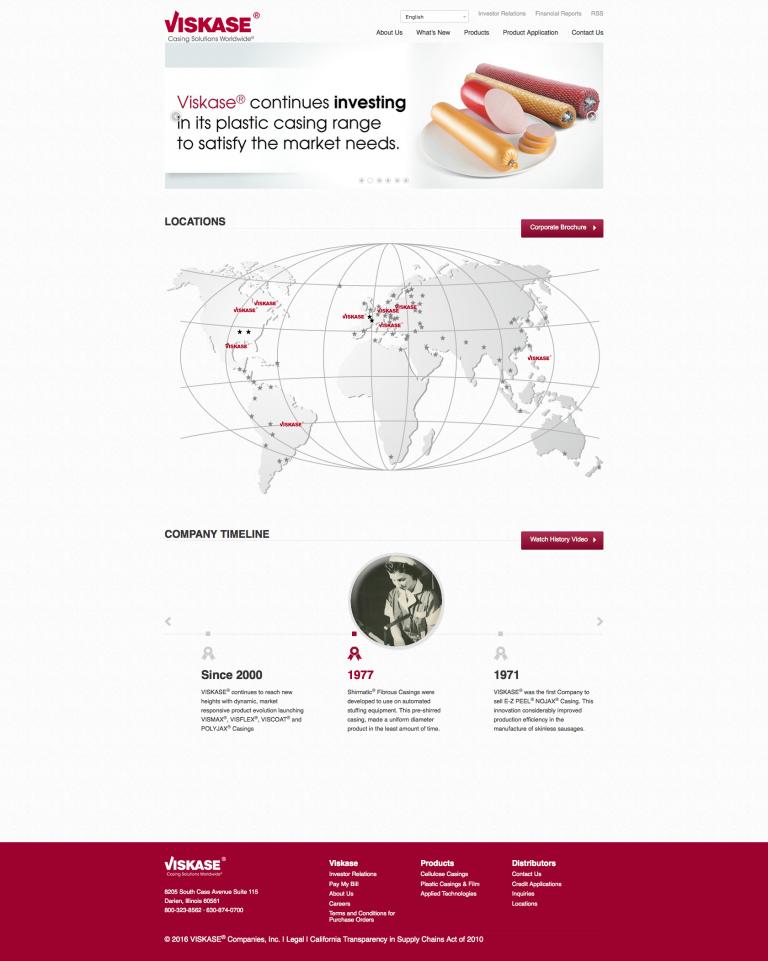 VISKASE®
Casing Solutions Worldwide®
English
Investor Relations
Financial Reports
RSS
About Us
What's New
Products
Product Application
Contact Us
Viskase® continues investing
in its plastic casing range
to satisfy the market needs.
LOCATIONS
Corporate Brochure
VISKASE
VISKASE
VISKASE
VISKASE
VISKASE
VISKASE
VISKASE
VISKASE
VISKASE
COMPANY TIMELINE
Watch History Video
Since 2000
VISKASE® continues to reach new
heights with dynamic, market
responsive product evolution launching
VISMAX®, VISFLEX®, VISCOAT® and
POLYJAX® Casings
1977
Shirmatic® Fibrous Casings were
developed to use on automated
stuffing equipment. This pre-shirred
casing, made a uniform diameter
product in the least amount of time.
1971
VISKASE® was the first Company to
sell E-Z PEEL® NOJAX® Casing. This
innovation considerably improved
production efficiency in the
manufacture of skinless sausages.
VISKASE®
Casing Solutions Worldwide®
8205 South Cass Avenue Suite 115
Darien, Illinois 60561
800-323-8562 - 630-874-0700
Viskase
Investor Relations
Pay My Bill
About Us
Careers
Terms and Conditions for
Purchase Orders
Products
Cellulose Casings
Plastic Casings & Film
Applied Technologies
Distributors
Contact Us
Credit Applications
Inquiries
Locations
© 2016 VISKASE® Companies, Inc. | Legal | California Transparency in Supply Chains Act of 2010